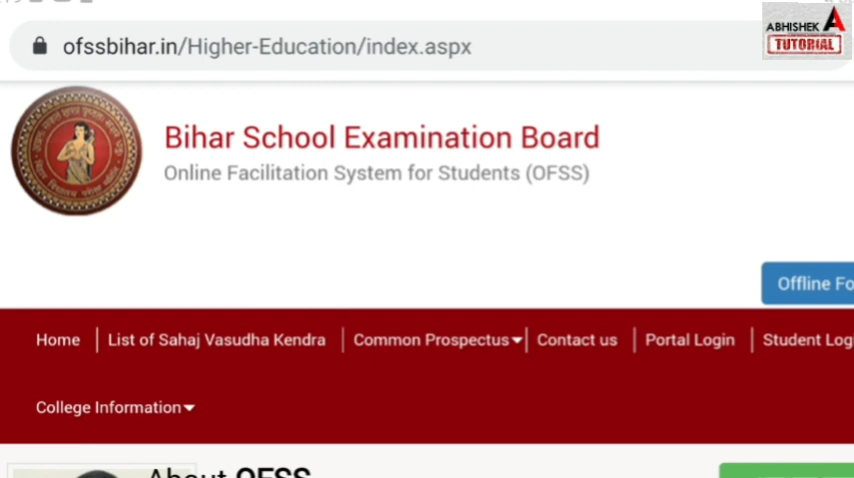 ofssbihar.in/Higher-Education/index.aspx
ABHISHEK A
TUTORIAL
Bihar School Examination Board
Online Facilitation System for Students (OFSS)
Offline Fo
Home List of Sahaj Vasudha Kendra Common Prospectus Contact us Portal Login Student Log
College Information
About OFSS